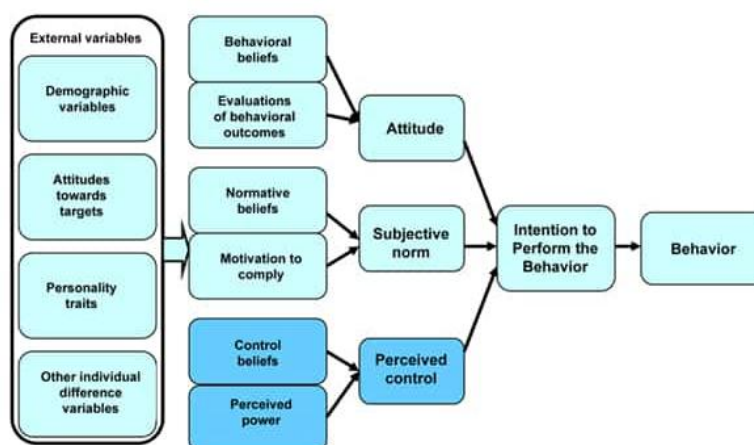 External variables
Demographic
variables
Attitudes
towards
targets
Personality
traits
Other individual
difference
variables
Behavioral
beliefs
Evaluations
of behavioral
outcomes
Normative
beliefs
Motivation to
comply
Control
beliefs
Perceived
power
Attitude
Subjective
norm
Perceived
control
Intention to
Perform the
Behavior
Behavior